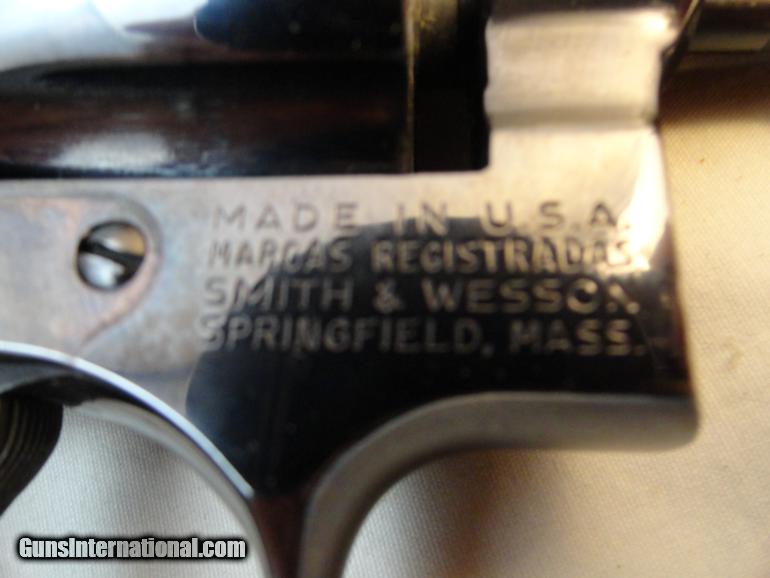 MADE IN U.S.A.
MARCAS REGISTRADAS
SMITH & WESSON
SPRINGFIELD, MASS.
GunsInternational.com